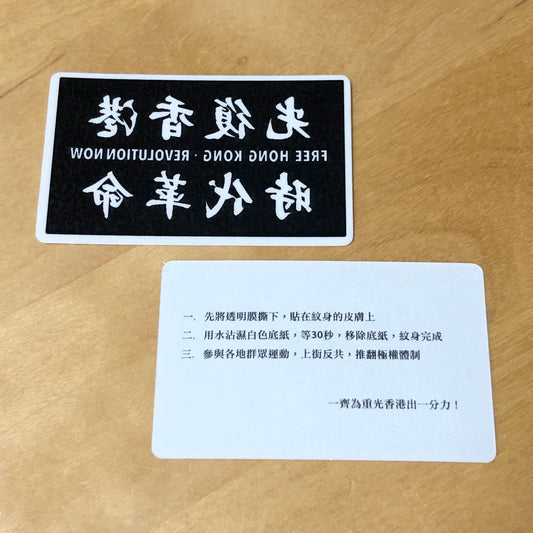 光復香港
FREE HONG KONG · REVOLUTION NOW
時代革命
一. 先將透明膜撕下，貼在紋身的皮膚上
二. 用水沾濕白色底紙，等30秒，移除底紙，紋身完成
三. 參與各地群眾運動，上街反共，推翻極權體制
一齊為重光香港出一分力！